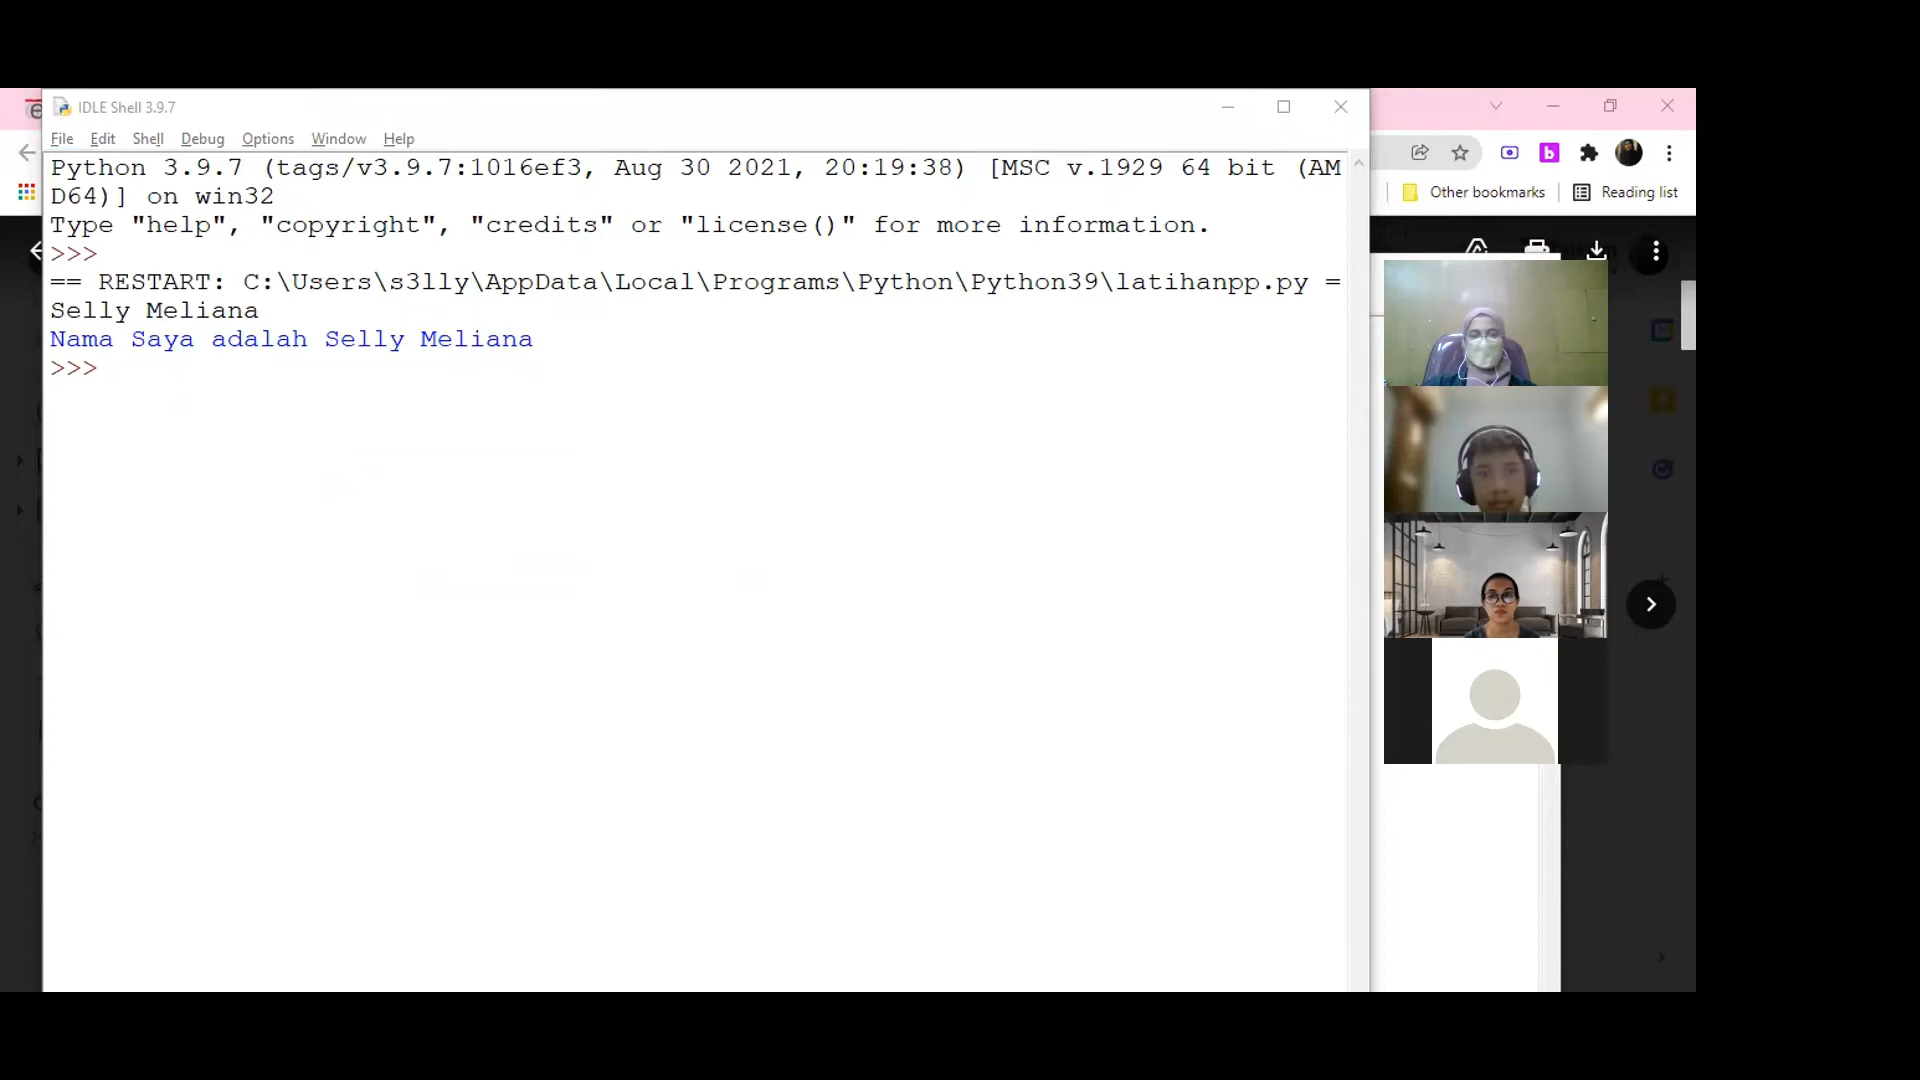 IDLE Shell 3.9.7
File Edit Shell Debug Options Window Help
Python 3.9.7 (tags/v3.9.7:1016ef3, Aug 30 2021, 20:19:38) [MSC v.1929 64 bit (AM
D64)] on win32
Type "help", "copyright", "credits" or "license()" for more information.
>>>
== RESTART: C:\Users\s3lly\AppData\Local\Programs\Python\Python39\latihanpp.py =
Selly Meliana
Nama Saya adalah Selly Meliana
>>>
b
Other bookmarks
Reading list